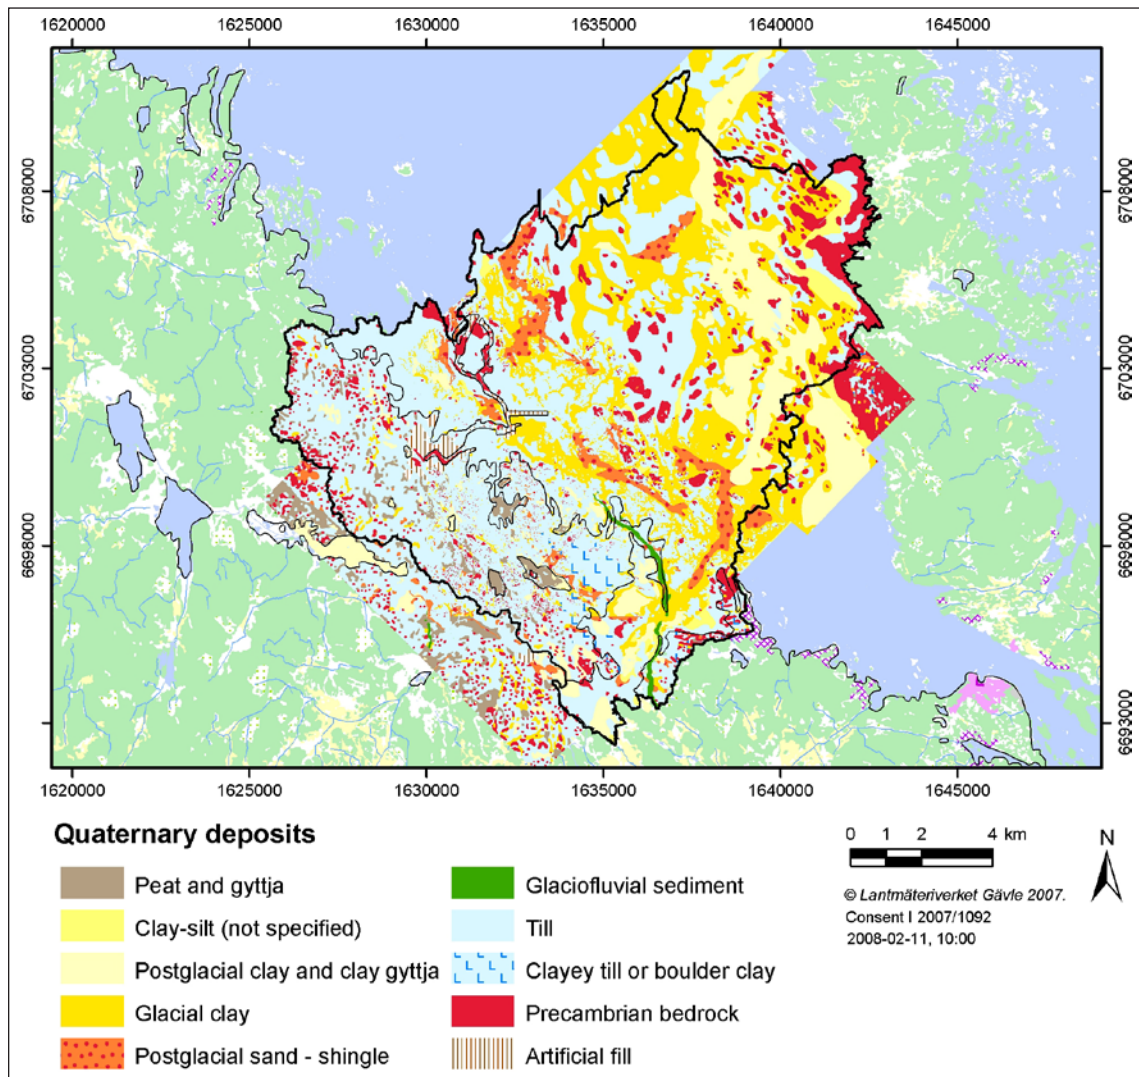 1620000 1625000 1630000 1635000 1640000 1645000
6708000 6708000
6703000 6703000
6698000 6698000
6693000
1620000 1625000 1630000 1635000 1640000 1645000
Quaternary deposits
Peat and gyttja
Clay-silt (not specified)
Postglacial clay and clay gyttja
Glacial clay
Postglacial sand - shingle
Glaciofluvial sediment
Till
Clayey till or boulder clay
Precambrian bedrock
Artificial fill
0 1 2 4 km
N
© Lantmäteriverket Gävle 2007.
Consent I 2007/1092
2008-02-11, 10:00